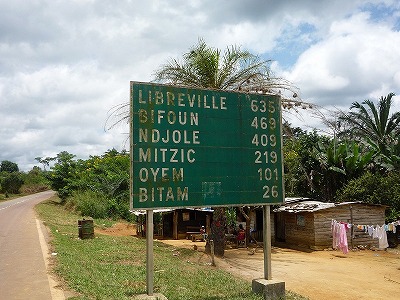 LIBREVILLE 635
BIFOUN 469
NDJOLE 409
MITZIC 219
OYEM 101
BITAM 26